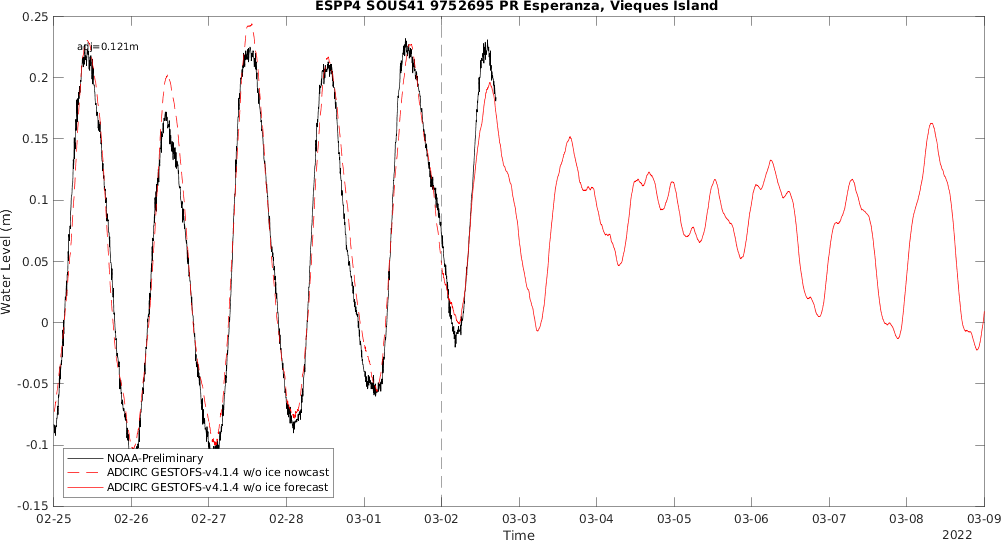 ESPP4 SOUS41 9752695 PR Esperanza, Vieques Island
0.25
0.2
0.15
0.1
0.05
0
-0.05
-0.1
-0.15
Water Level (m)
NOAA-Preliminary
ADCIRC GESTOFS-v4.1.4 w/o ice nowcast
ADCIRC GESTOFS-v4.1.4 w/o ice forecast
02-25 02-26 02-27 02-28 03-01 03-02 03-03 03-04 03-05 03-06 03-07 03-08 03-09
Time
2022